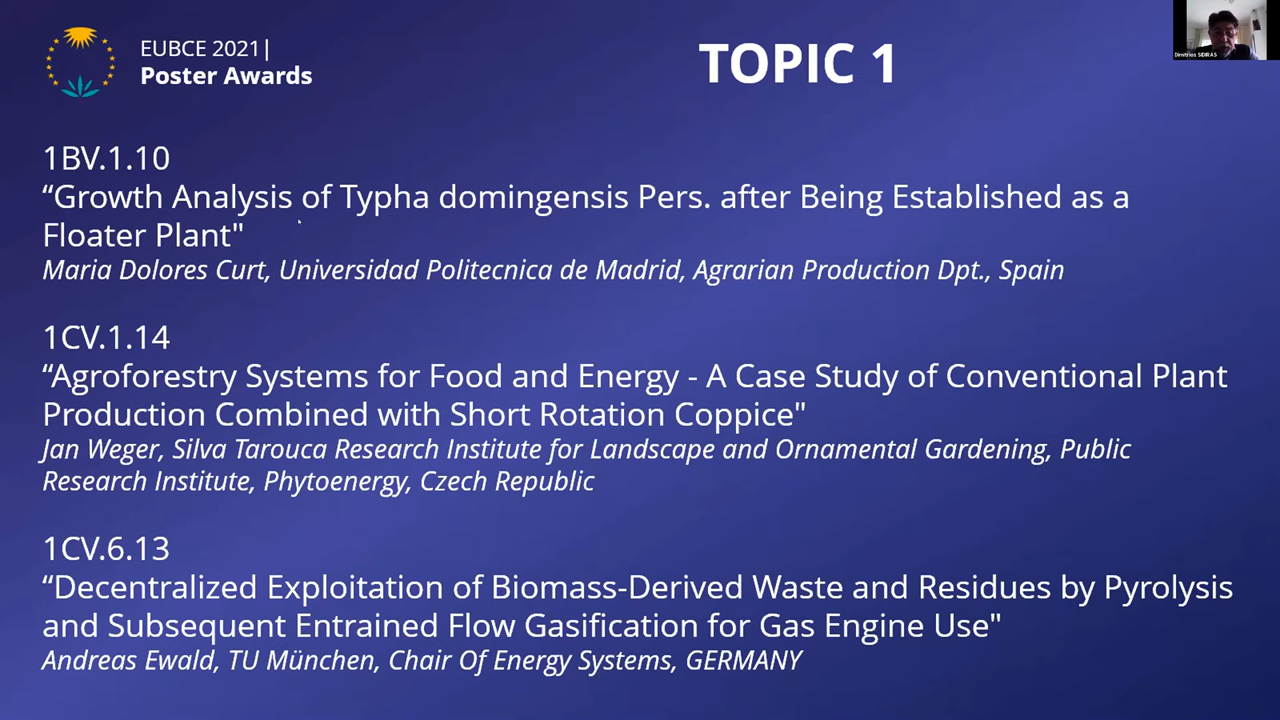 EUBCE 2021|
Poster Awards
TOPIC 1
Dimitrios SIDIRAS
1BV.1.10
“Growth Analysis of Typha domingensis Pers. after Being Established as a
Floater Plant"
Maria Dolores Curt, Universidad Politecnica de Madrid, Agrarian Production Dpt., Spain
1CV.1.14
“Agroforestry Systems for Food and Energy - A Case Study of Conventional Plant
Production Combined with Short Rotation Coppice"
Jan Weger, Silva Tarouca Research Institute for Landscape and Ornamental Gardening, Public
Research Institute, Phytoenergy, Czech Republic
1CV.6.13
“Decentralized Exploitation of Biomass-Derived Waste and Residues by Pyrolysis
and Subsequent Entrained Flow Gasification for Gas Engine Use"
Andreas Ewald, TU München, Chair Of Energy Systems, GERMANY